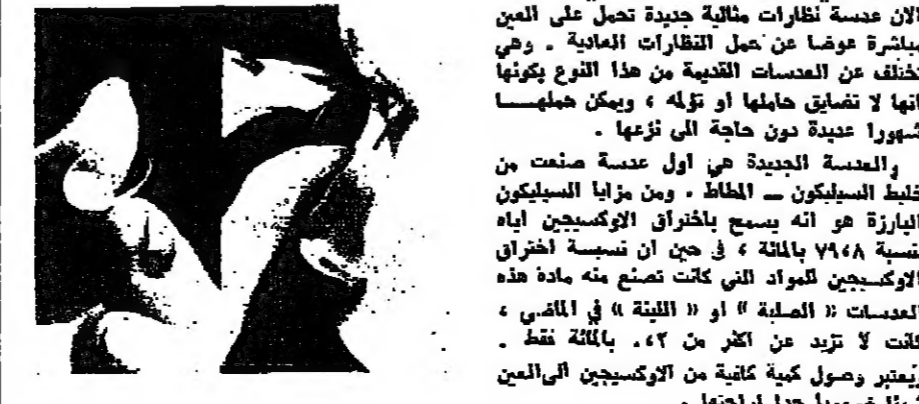 الان عدسة نظارات مثالية جديدة تحمل على العين
مباشرة عوضا عن حمل النظارات العادية . وهي
تختلف عن العدسات القديمة من هذا النوع بكونها
انها لا تضايق حاملها او تؤلمه ، ويمكن حملهـــا
شهورا عديدة دون حاجة الى نزعها .
والعدسة الجديدة هي اول عدسة صنعت من
خليط السيليكون ــ المطاط . ومن مزايا السيليكون
البارزة هو انه يسمح باختراق الاوكسيجين اياه
بنسبة ٧٩،٨ بالمائة ، في حين ان نسبة اختراق
الاوكسيجين للمواد التي كانت تصنع منه مادة هذه
العدسات « الصلبة » او « اللينة » في الماضي ،
كانت لا تزيد عن اكثر من ٢،. بالمائة فقط .
ويعتبر وصول كمية كافية من الاوكسيجين الى العين